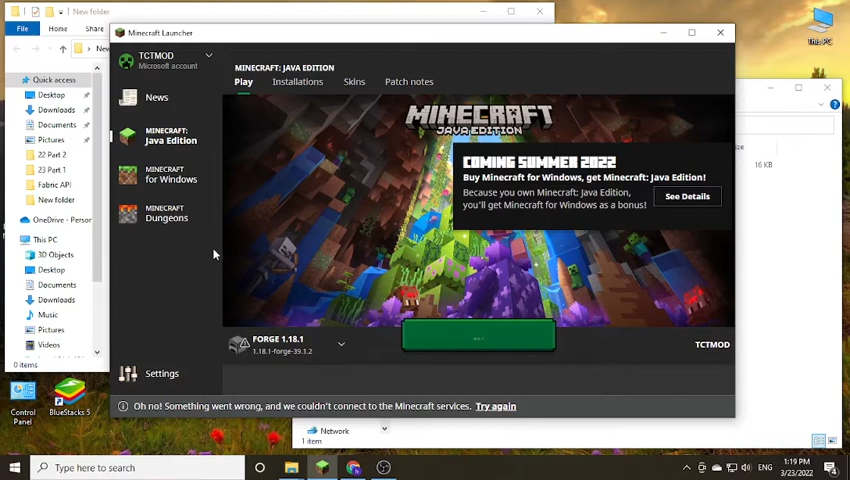 New folder
File
Home
Share
New
Quick access
Desktop
Downloads
Documents
Pictures
22 Part 2
23 Part 1
Fabric API
New folder
OneDrive - Person
This PC
3D Objects
Desktop
Documents
Downloads
Music
Pictures
Videos
0 items
Control
Panel
BlueStacks 5
Minecraft Launcher
TCTMOD
Microsoft account
News
MINECRAFT:
Java Edition
MINECRAFT
for Windows
MINECRAFT
Dungeons
Settings
MINECRAFT: JAVA EDITION
Play
Installations
Skins
Patch notes
MINECRAFT
JAVA EDITION
COMING SUMMER 2022
Buy Minecraft for Windows, get Minecraft: Java Edition!
Because you own Minecraft: Java Edition,
you'll get Minecraft for Windows as a bonus!
See Details
FORGE 1.18.1
1.18.1-forge-39.1.2
TCTMOD
Oh no! Something went wrong, and we couldn't connect to the Minecraft services. Try again
This PC
16 KB
Network
1 item
Type here to search
ENG
1:19 PM
3/23/2022
4